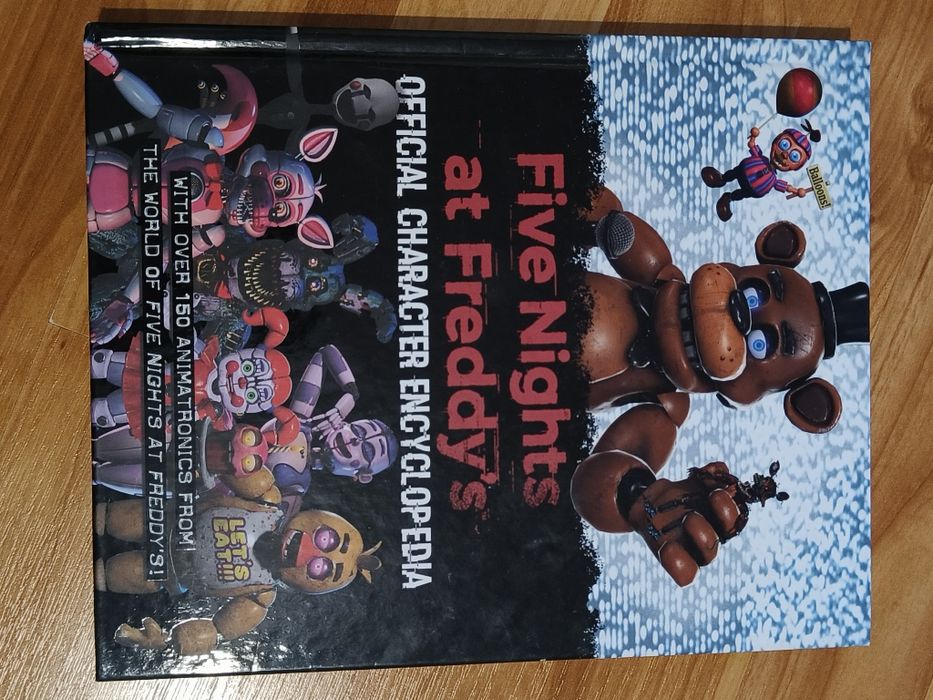 Balloons!
Five Nights
at Freddy's
OFFICIAL CHARACTER ENCYCLOPEDIA
LET'S
EAT!!!
WITH OVER 150 ANIMATRONICS FROM
THE WORLD OF FIVE NIGHTS AT FREDDY'S!